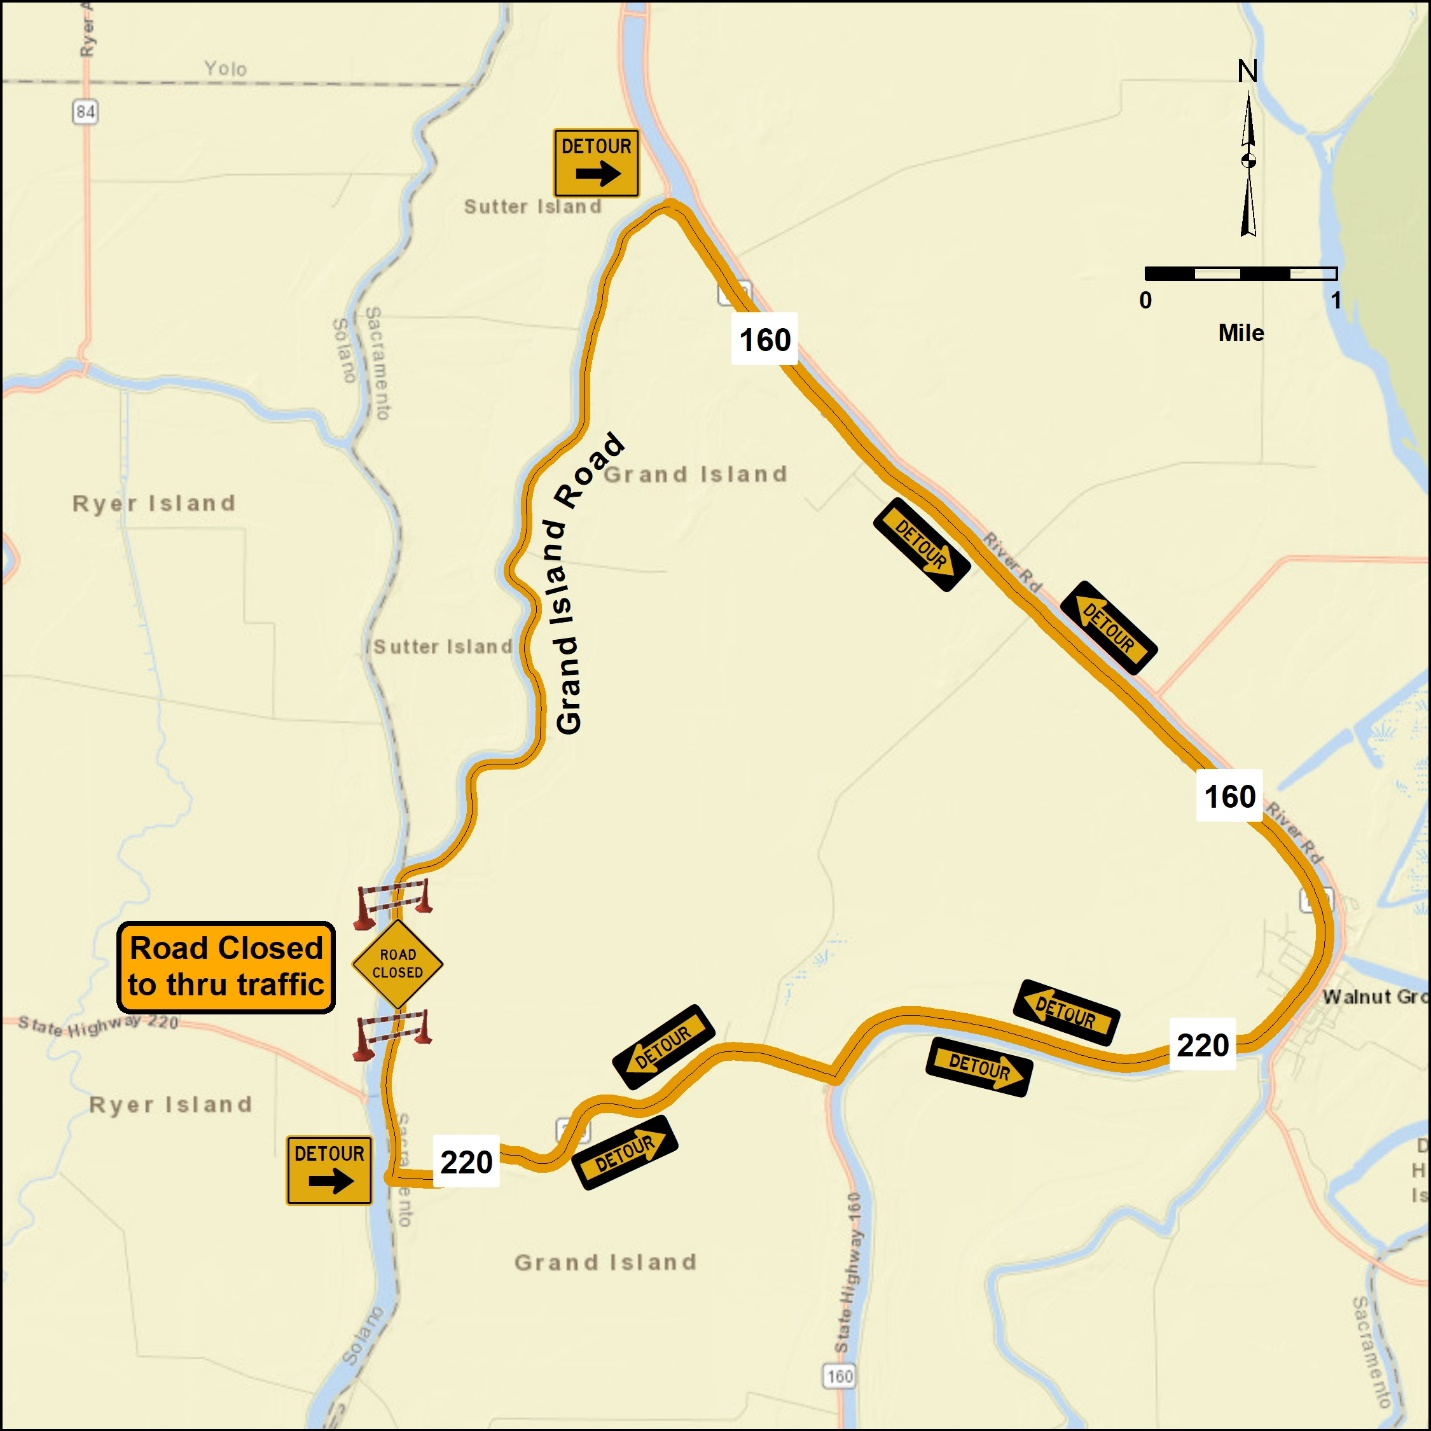 Ryer A
Yolo
84
N
DETOUR
Sutter Island
0
1
Mile
160
Solano
Sacramento
Grand Island Road
Grand Island
Ryer Island
DETOUR
River Rd
DETOUR
Sutter Island
160
River Rd
Road Closed
to thru traffic
ROAD
CLOSED
State Highway 220
Walnut Gro
DETOUR
DETOUR
220
DETOUR
DETOUR
Ryer Island
DETOUR
220
Sacramento
Grand Island
State Highway 160
160
Solano
D
H
Is
Sacramento